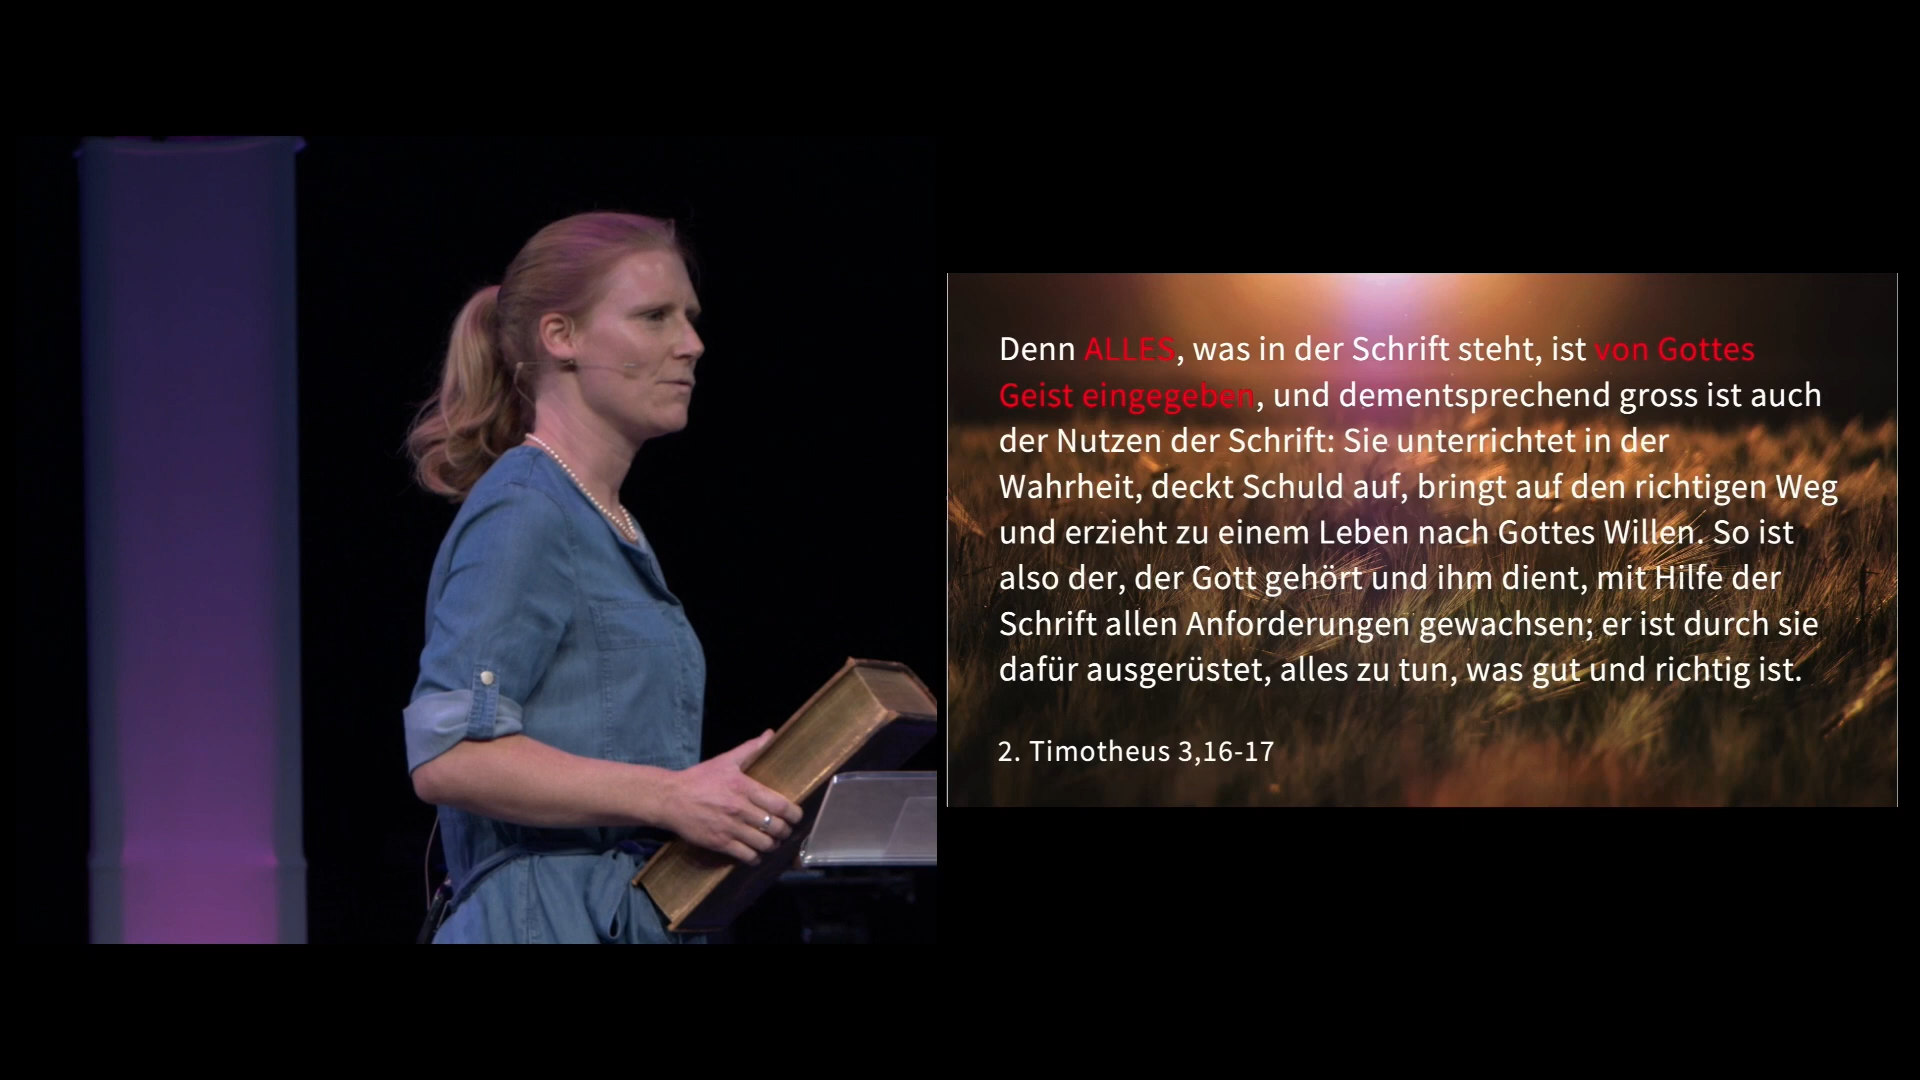 Denn ALLES, was in der Schrift steht, ist von Gottes
Geist eingegeben, und dementsprechend gross ist auch
der Nutzen der Schrift: Sie unterrichtet in der
Wahrheit, deckt Schuld auf, bringt auf den richtigen Weg
und erzieht zu einem Leben nach Gottes Willen. So ist
also der, der Gott gehört und ihm dient, mit Hilfe der
Schrift allen Anforderungen gewachsen; er ist durch sie
dafür ausgerüstet, alles zu tun, was gut und richtig ist.
2. Timotheus 3,16-17